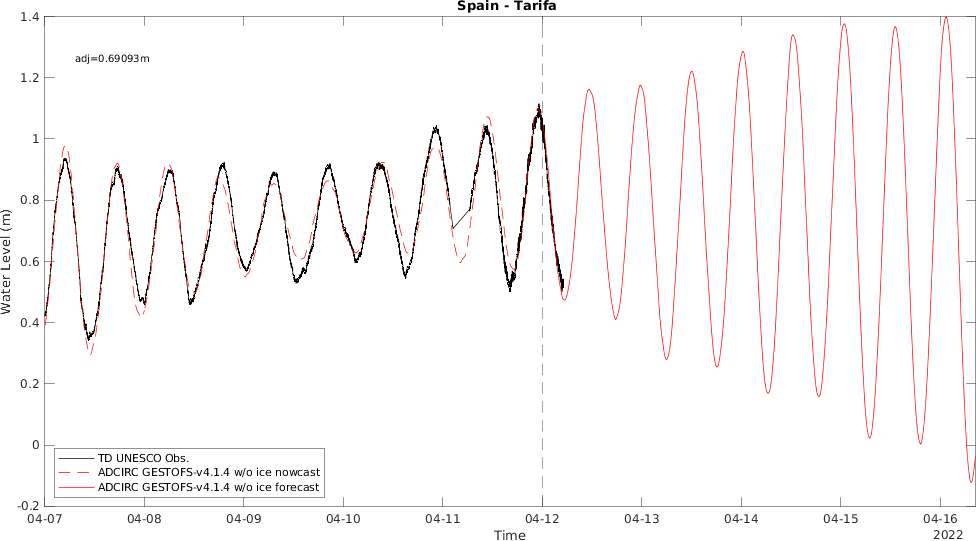 Spain - Tarifa
1.4
adj=0.69093m
1.2
1
0.8
0.6
0.4
0.2
0
-0.2
Water Level (m)
TD UNESCO Obs.
ADCIRC GESTOFS-v4.1.4 w/o ice nowcast
ADCIRC GESTOFS-v4.1.4 w/o ice forecast
04-07 04-08 04-09 04-10 04-11 04-12 04-13 04-14 04-15 04-16
Time
2022